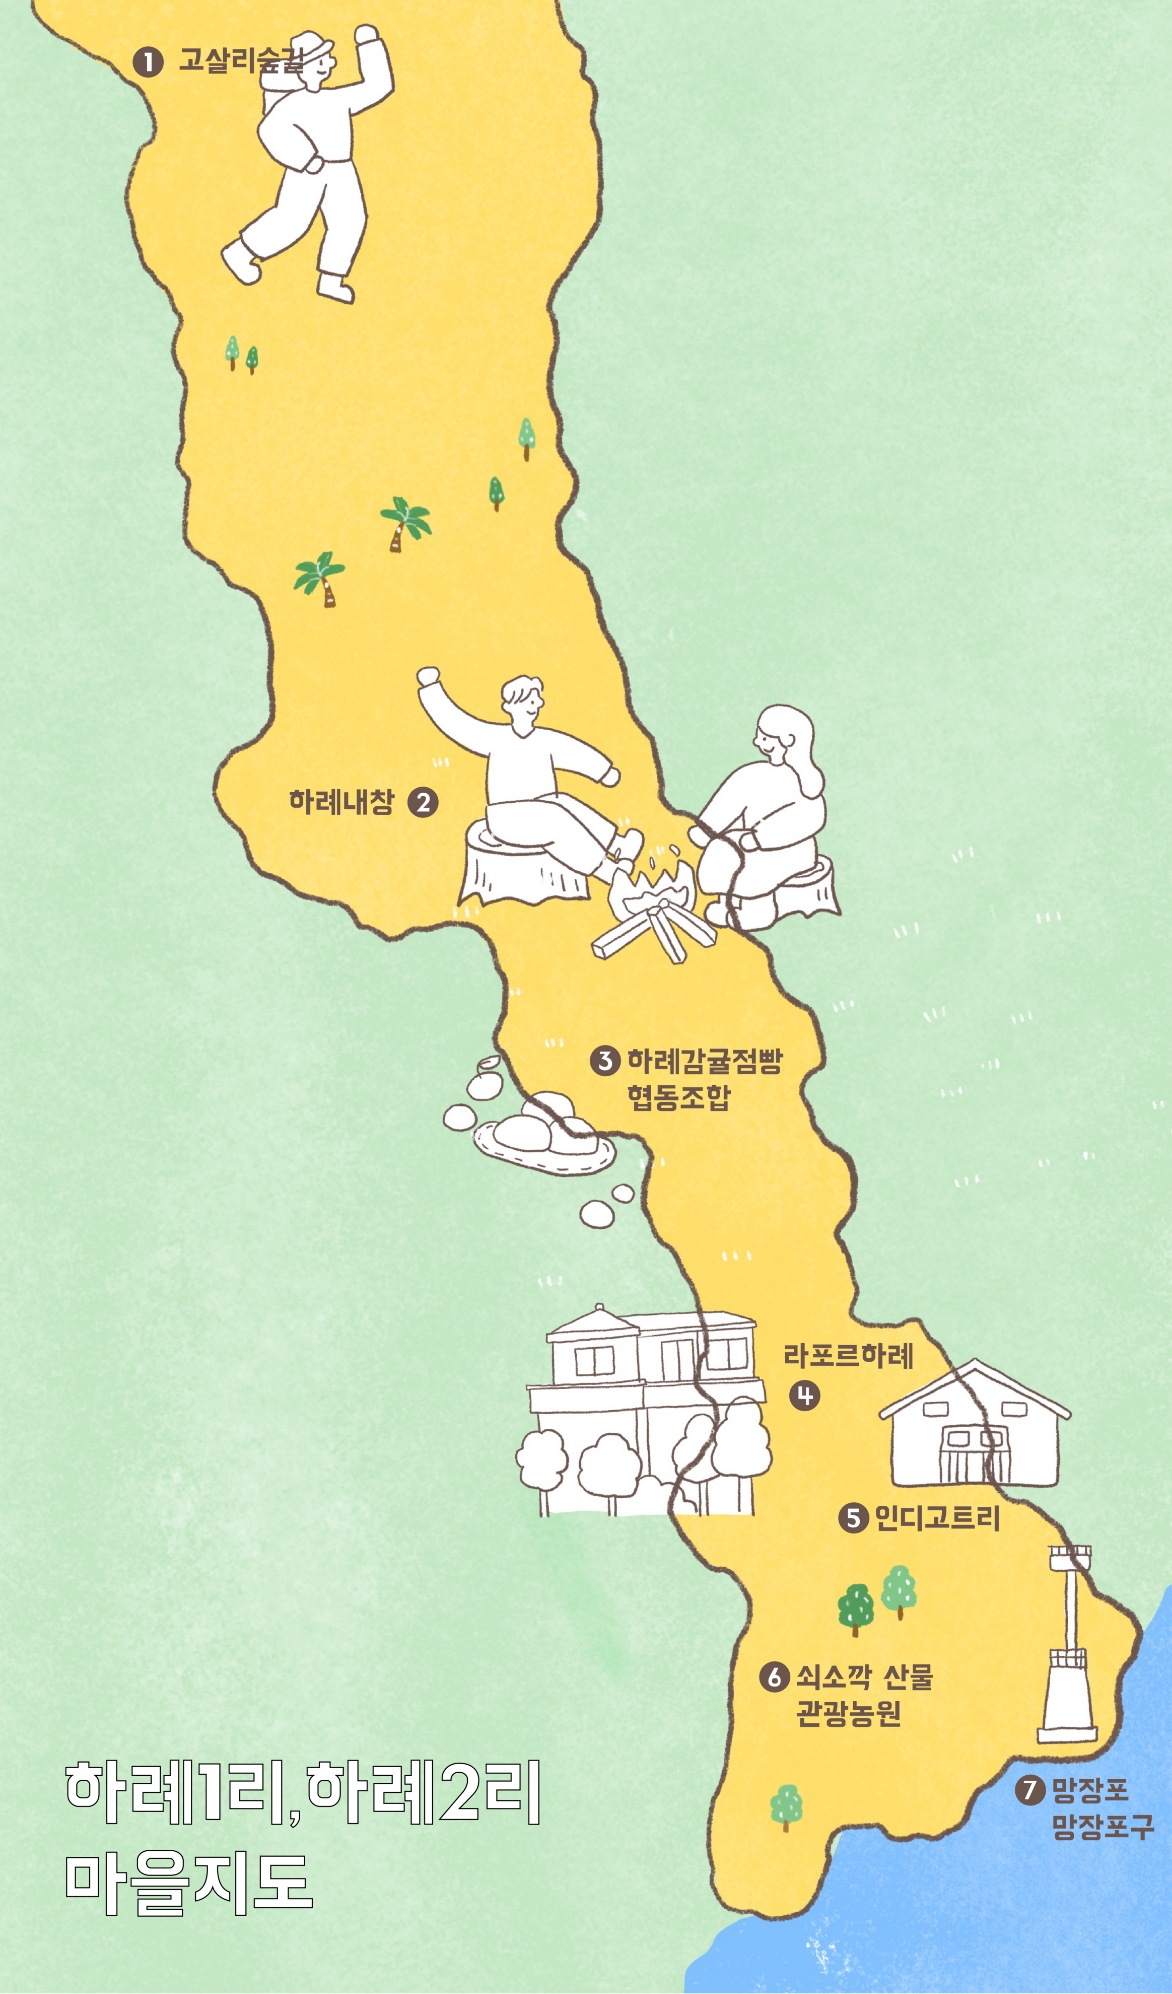 1 고살리숲길
하례내창 2
3 하례감귤점빵
협동조합
라포르하례
4
5 인디고트리
6 쇠소깍 산물
관광농원
7 망장포
망장포구
하례1리,하례2리
마을지도